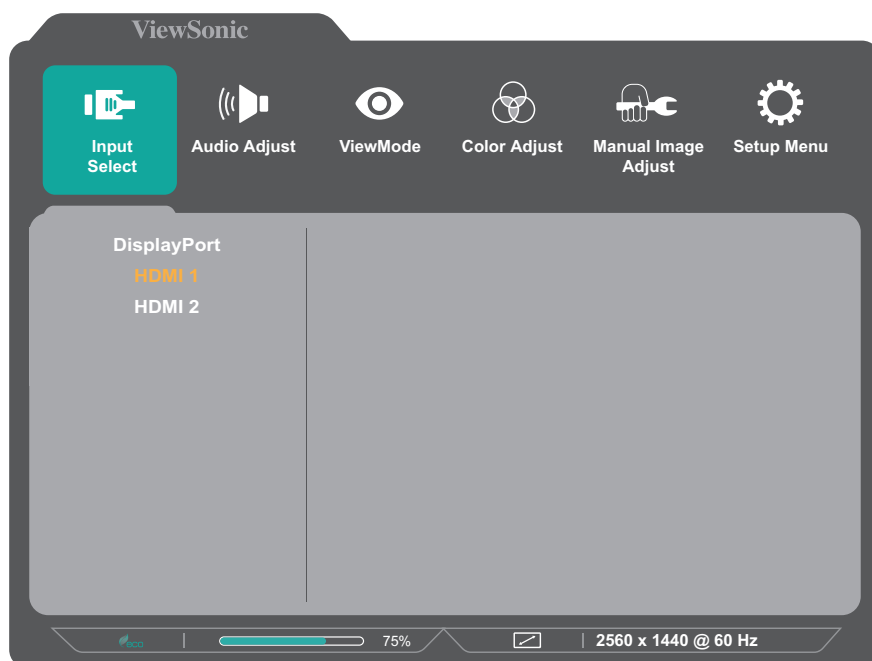 ViewSonic
Input
Select
Audio Adjust
ViewMode
Color Adjust
Manual Image
Adjust
Setup Menu
DisplayPort
HDMI 1
HDMI 2
eco
75%
2560 x 1440 @ 60 Hz